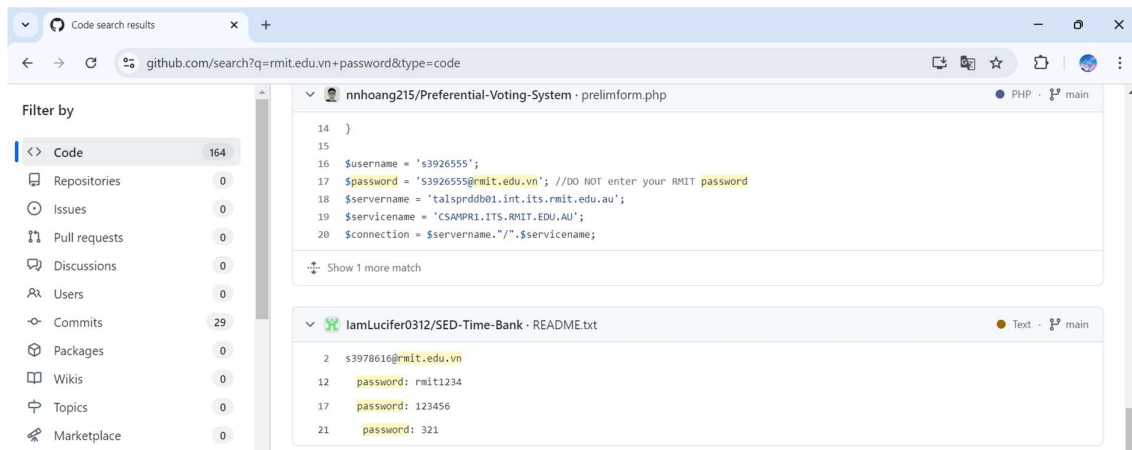 Code search results
github.com/search?q=rmit.edu.vn+password&type=code
Filter by
Code 164
Repositories 0
Issues 0
Pull requests 0
Discussions 0
Users 0
Commits 29
Packages 0
Wikis 0
Topics 0
Marketplace 0
nnhoang215/Preferential-Voting-System · prelimform.php PHP · main
14 }
15
16 $username = 's3926555';
17 $password = 'S3926555@rmit.edu.vn'; //DO NOT enter your RMIT password
18 $servername = 'talsprddb01.int.its.rmit.edu.au';
19 $servicename = 'CSAMPR1.ITS.RMIT.EDU.AU';
20 $connection = $servername."/".$servicename;
Show 1 more match
IamLucifer0312/SED-Time-Bank · README.txt Text · main
2 s3978616@rmit.edu.vn
12 password: rmit1234
17 password: 123456
21 password: 321